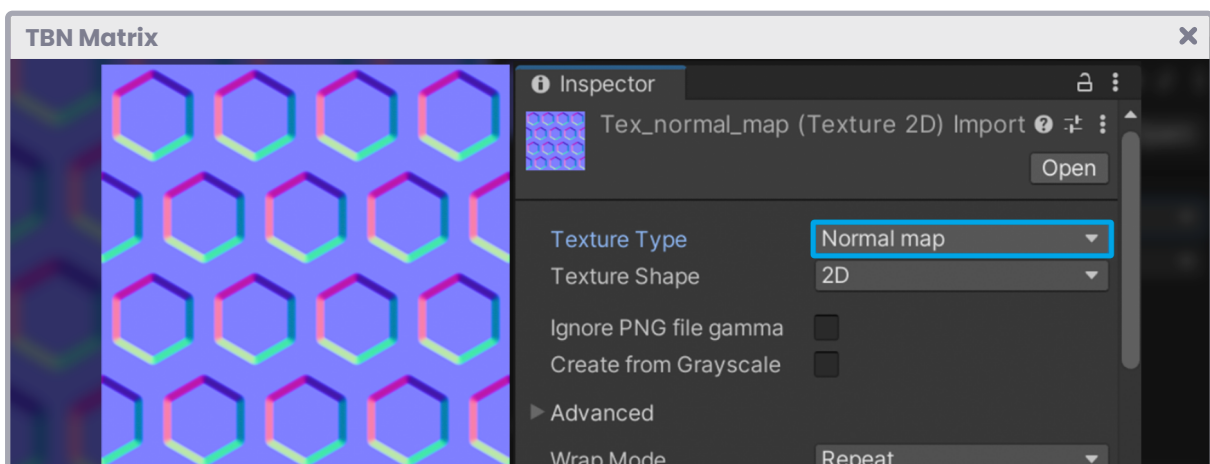 TBN Matrix
Inspector
Tex_normal_map (Texture 2D) Import
Open
Texture Type Normal map
Texture Shape 2D
Ignore PNG file gamma
Create from Grayscale
Advanced
Wrap Mode Repeat